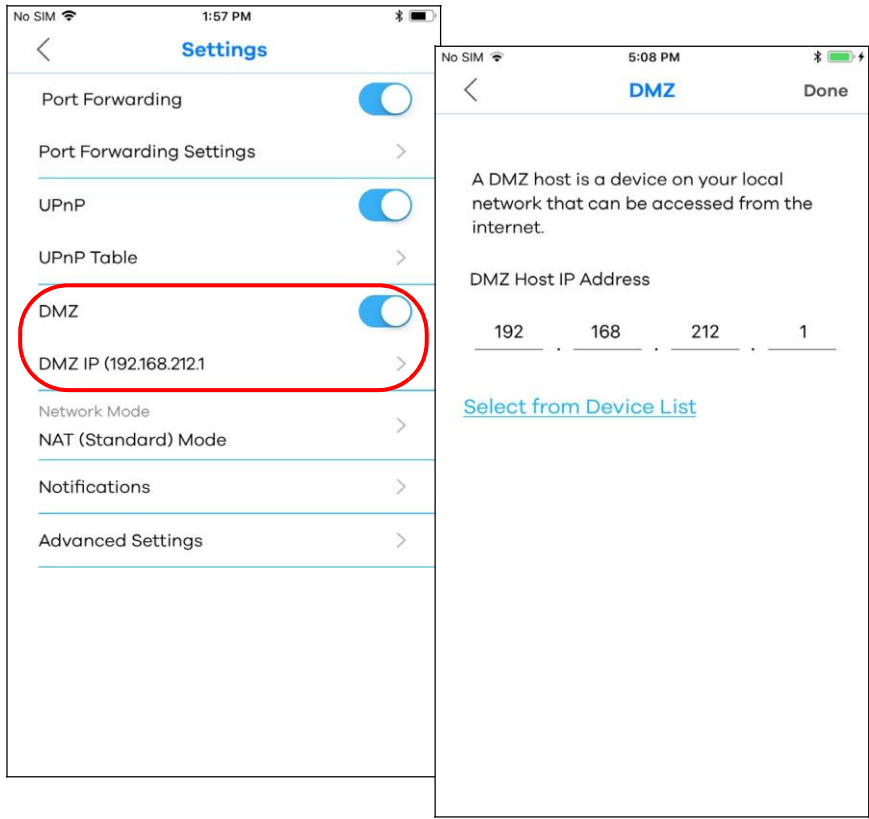 No SIM 1:57 PM
Settings
Port Forwarding
Port Forwarding Settings
UPnP
UPnP Table
DMZ
DMZ IP (192.168.212.1
Network Mode
NAT (Standard) Mode
Notifications
Advanced Settings
No SIM 5:08 PM
DMZ Done
A DMZ host is a device on your local
network that can be accessed from the
internet.
DMZ Host IP Address
192 . 168 . 212 . 1
Select from Device List